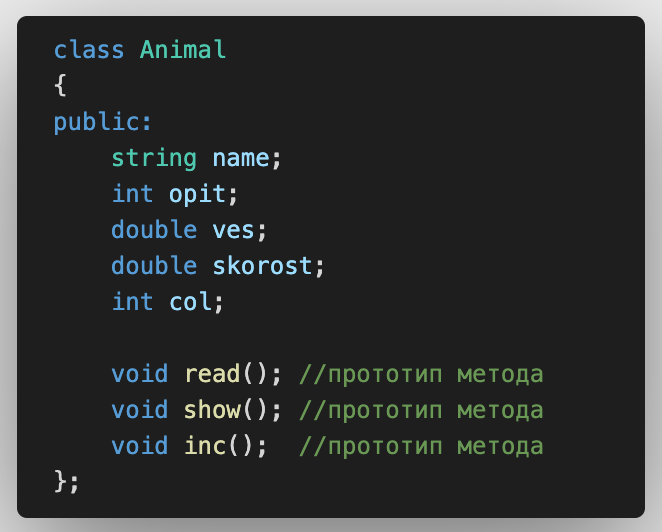 class Animal
{
public:
    string name;
    int opit;
    double ves;
    double skorost;
    int col;

    void read(); //прототип метода
    void show(); //прототип метода
    void inc();  //прототип метода
};